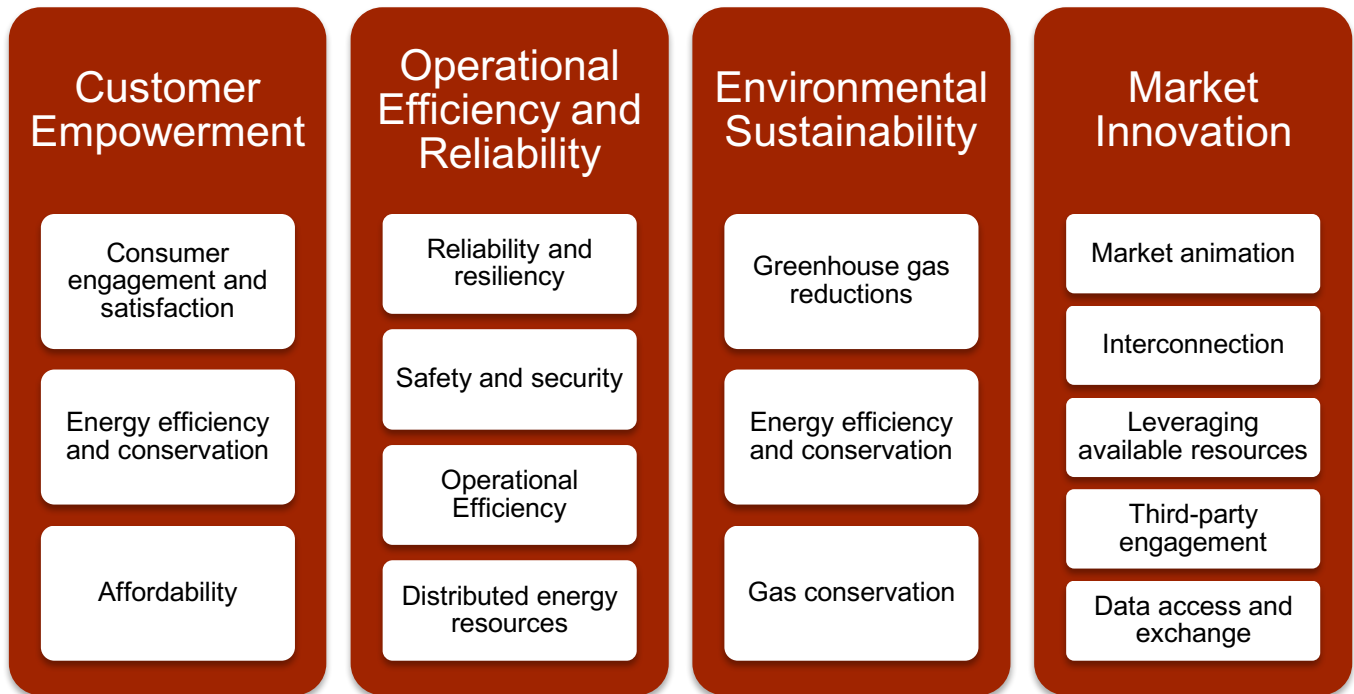 Customer
Empowerment
Consumer
engagement and
satisfaction
Energy efficiency
and conservation
Affordability
Operational
Efficiency and
Reliability
Reliability and
resiliency
Safety and security
Operational
Efficiency
Distributed energy
resources
Environmental
Sustainability
Greenhouse gas
reductions
Energy efficiency
and conservation
Gas conservation
Market
Innovation
Market animation
Interconnection
Leveraging
available resources
Third-party
engagement
Data access and
exchange